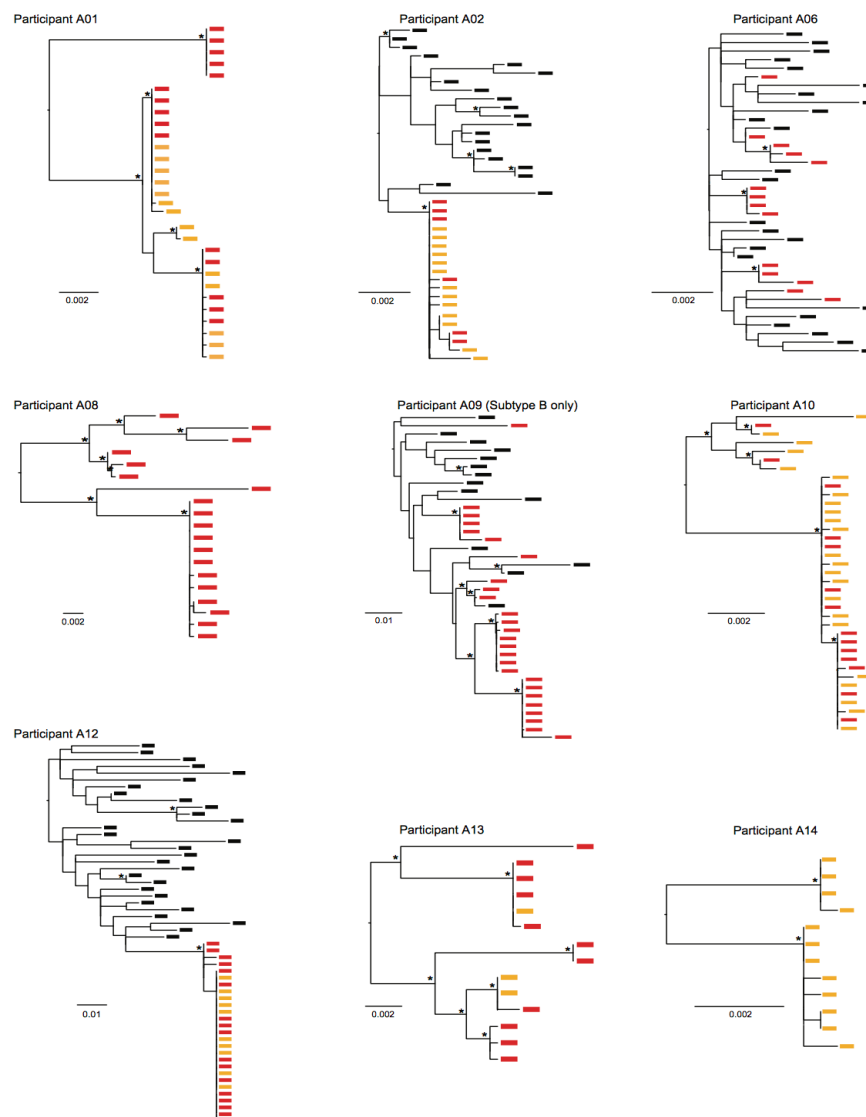 Participant A01
Participant A02
Participant A06
0.002
0.002
0.002
Participant A08
Participant A09 (Subtype B only)
Participant A10
0.002
0.01
0.002
Participant A12
Participant A13
Participant A14
0.01
0.002
0.002